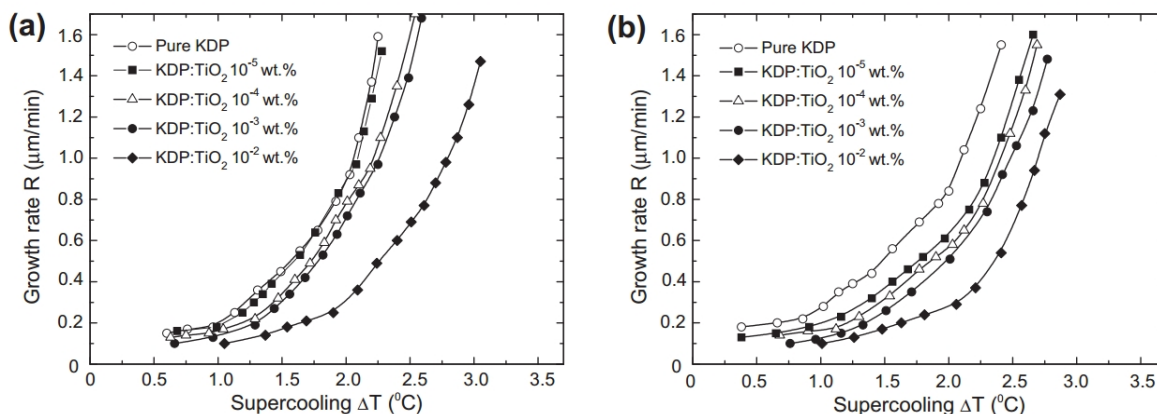 (a)
1.6
1.4
1.2
1.0
0.8
0.6
0.4
0.2
0
Growth rate R (μm/min)
Pure KDP
KDP:TiO₂ 10⁻⁵ wt.%
KDP:TiO₂ 10⁻⁴ wt.%
KDP:TiO₂ 10⁻³ wt.%
KDP:TiO₂ 10⁻² wt.%
0 0.5 1.0 1.5 2.0 2.5 3.0 3.5
Supercooling ΔT (⁰C)
(b)
1.6
1.4
1.2
1.0
0.8
0.6
0.4
0.2
0
Growth rate R (μm/min)
Pure KDP
KDP:TiO₂ 10⁻⁵ wt.%
KDP:TiO₂ 10⁻⁴ wt.%
KDP:TiO₂ 10⁻³ wt.%
KDP:TiO₂ 10⁻² wt.%
0 0.5 1.0 1.5 2.0 2.5 3.0 3.5
Supercooling ΔT (⁰C)